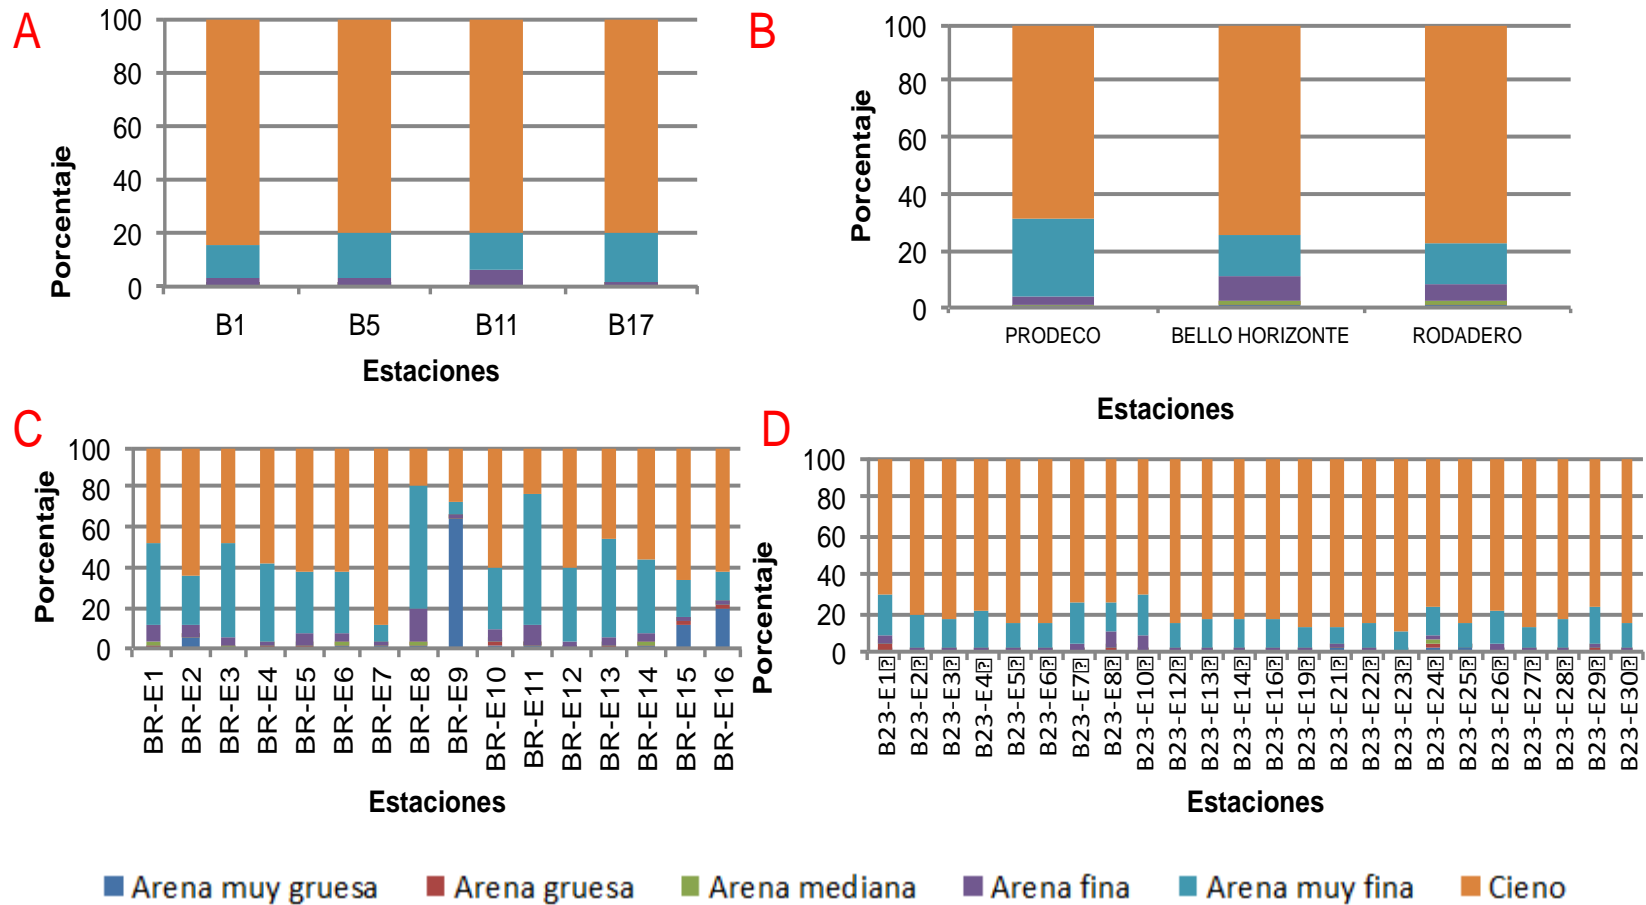 A
100
80
60
40
20
0
Porcentaje
B1 B5 B11 B17
Estaciones
B
100
80
60
40
20
0
Porcentaje
PRODECO BELLO HORIZONTE RODADERO
Estaciones
C
100
80
60
40
20
0
Porcentaje
BR-E1
BR-E2
BR-E3
BR-E4
BR-E5
BR-E6
BR-E7
BR-E8
BR-E9
BR-E10
BR-E11
BR-E12
BR-E13
BR-E14
BR-E15
BR-E16
Estaciones
D
100
80
60
40
20
0
Porcentaje
B23-E1
B23-E2
B23-E3
B23-E4
B23-E5
B23-E6
B23-E7
B23-E8
B23-E10
B23-E12
B23-E13
B23-E14
B23-E16
B23-E19
B23-E21
B23-E22
B23-E23
B23-E24
B23-E25
B23-E26
B23-E27
B23-E28
B23-E29
B23-E30
Estaciones
Arena muy gruesa Arena gruesa Arena mediana Arena fina Arena muy fina Cieno